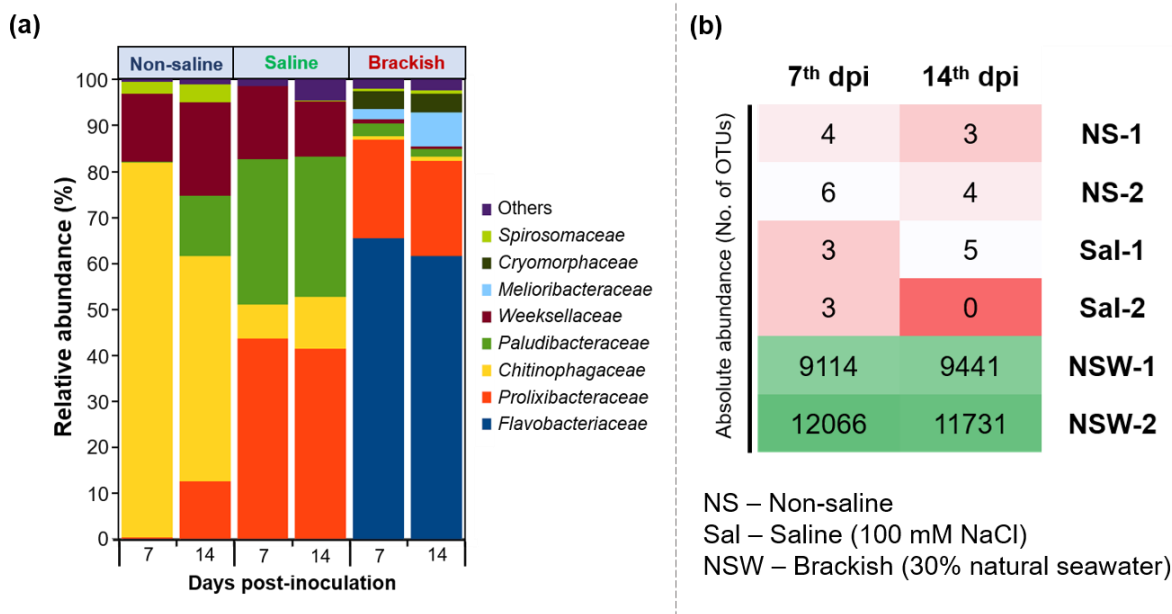 (a)
Non-saline Saline Brackish
Relative abundance (%)
100
90
80
70
60
50
40
30
20
10
0
7 14 7 14 7 14
Days post-inoculation
Others
Spirosomaceae
Cryomorphaceae
Melioribacteraceae
Weeksellaceae
Paludibacteraceae
Chitinophagaceae
Prolixibacteraceae
Flavobacteriaceae
(b)
7th dpi 14th dpi
Absolute abundance (No. of OTUs)
4 3 NS-1
6 4 NS-2
3 5 Sal-1
3 0 Sal-2
9114 9441 NSW-1
12066 11731 NSW-2
NS – Non-saline
Sal – Saline (100 mM NaCl)
NSW – Brackish (30% natural seawater)